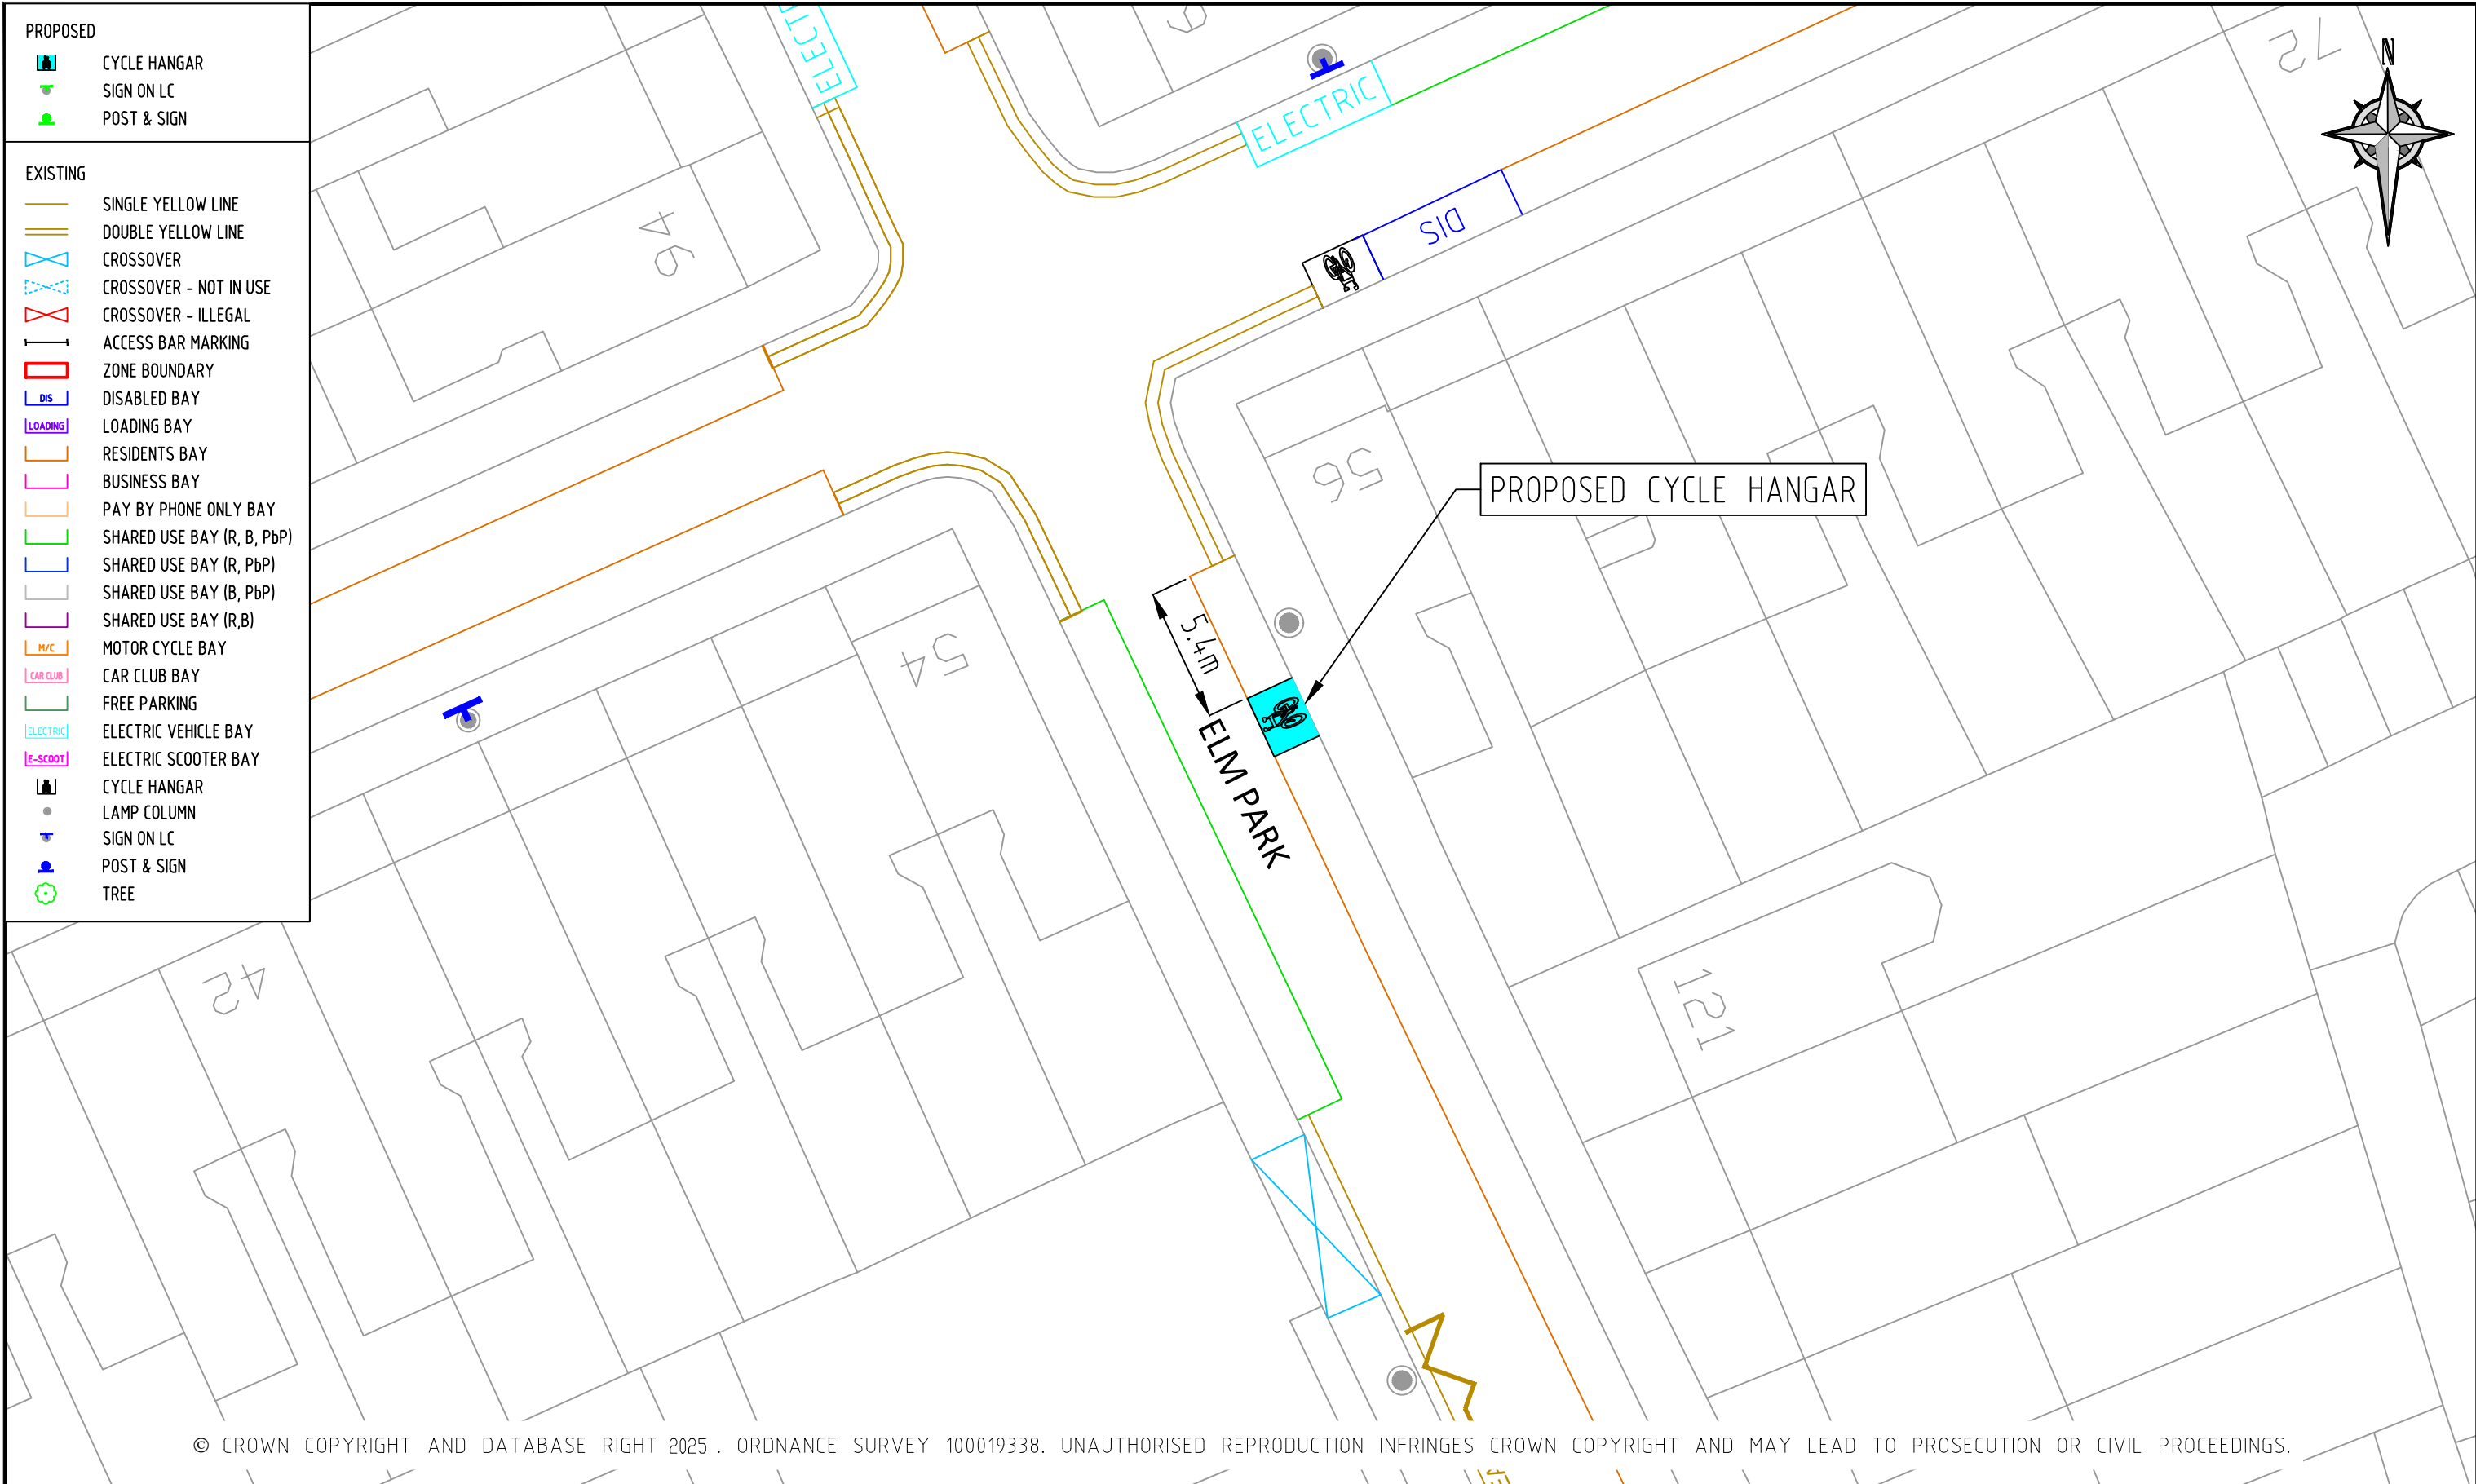 PROPOSED
CYCLE HANGAR
SIGN ON LC
POST & SIGN
EXISTING
SINGLE YELLOW LINE
DOUBLE YELLOW LINE
CROSSOVER
CROSSOVER - NOT IN USE
CROSSOVER - ILLEGAL
ACCESS BAR MARKING
ZONE BOUNDARY
DIS DISABLED BAY
LOADING LOADING BAY
RESIDENTS BAY
BUSINESS BAY
PAY BY PHONE ONLY BAY
SHARED USE BAY (R, B, PbP)
SHARED USE BAY (R, PbP)
SHARED USE BAY (B, PbP)
SHARED USE BAY (R,B)
M/C MOTOR CYCLE BAY
CAR CLUB CAR CLUB BAY
FREE PARKING
ELECTRIC ELECTRIC VEHICLE BAY
E-SCOOT ELECTRIC SCOOTER BAY
CYCLE HANGAR
LAMP COLUMN
SIGN ON LC
POST & SIGN
TREE
ELECTRIC
DIS
N
94
75
56
54
42
121
PROPOSED CYCLE HANGAR
5.4m
ELM PARK
© CROWN COPYRIGHT AND DATABASE RIGHT 2025 . ORDNANCE SURVEY 100019338. UNAUTHORISED REPRODUCTION INFRINGES CROWN COPYRIGHT AND MAY LEAD TO PROSECUTION OR CIVIL PROCEEDINGS.